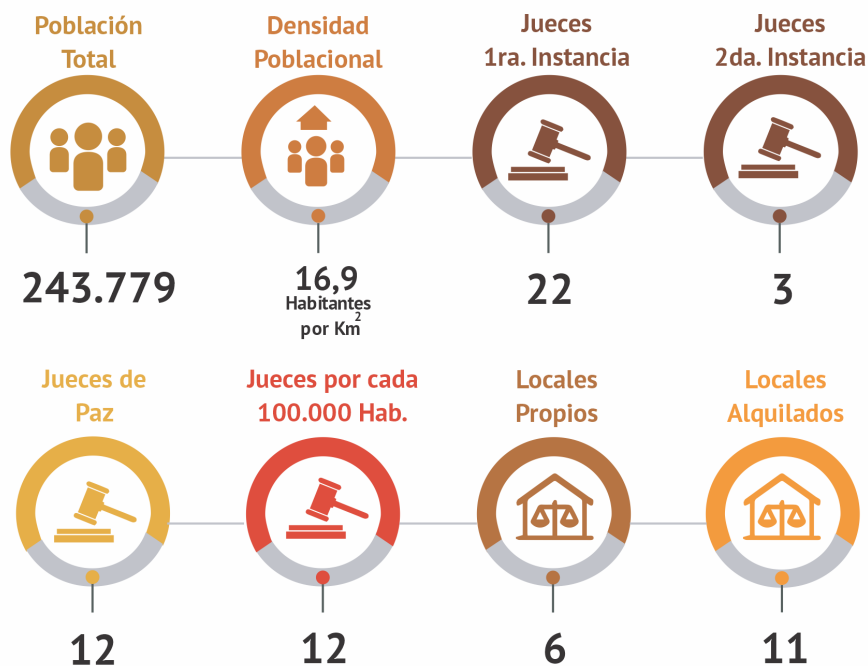 Población
Total
Densidad
Poblacional
Jueces
1ra. Instancia
Jueces
2da. Instancia
243.779
16,9
Habitantes
por Km2
22
3
Jueces de
Paz
Jueces por cada
100.000 Hab.
Locales
Propios
Locales
Alquilados
12
12
6
11